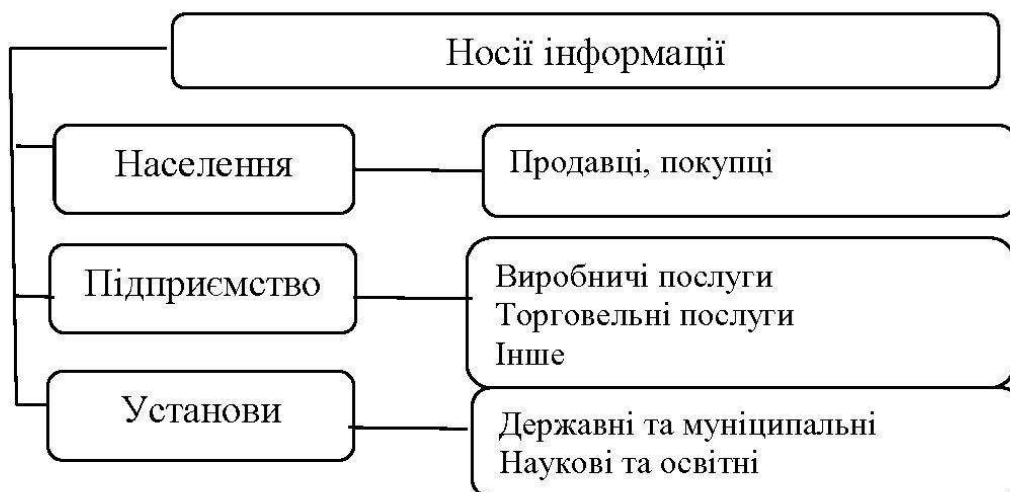 Носії інформації
Населення
Продавці, покупці
Підприємство
Виробничі послуги
Торговельні послуги
Інше
Установи
Державні та муніципальні
Наукові та освітні